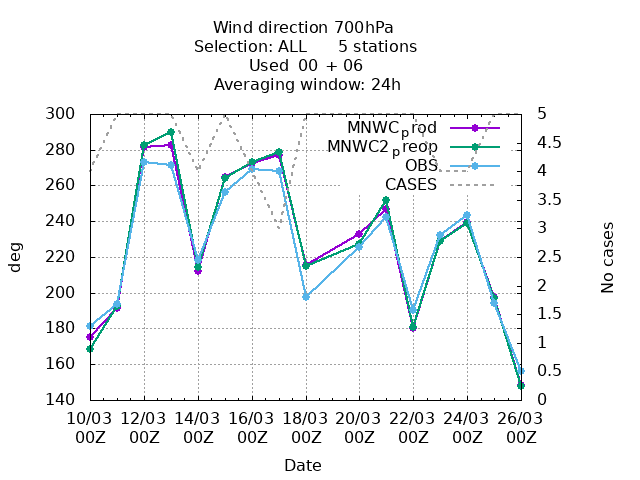 Wind direction 700hPa
Selection: ALL 5 stations
Used 00 + 06
Averaging window: 24h
300 280 260 240 220 200 180 160 140
deg
MNWCprod
MNWC2preop
OBS
CASES
5 4.5 4 3.5 3 2.5 2 1.5 1 0.5 0
No cases
10/03 12/03 14/03 16/03 18/03 20/03 22/03 24/03 26/03
00Z 00Z 00Z 00Z 00Z 00Z 00Z 00Z 00Z
Date